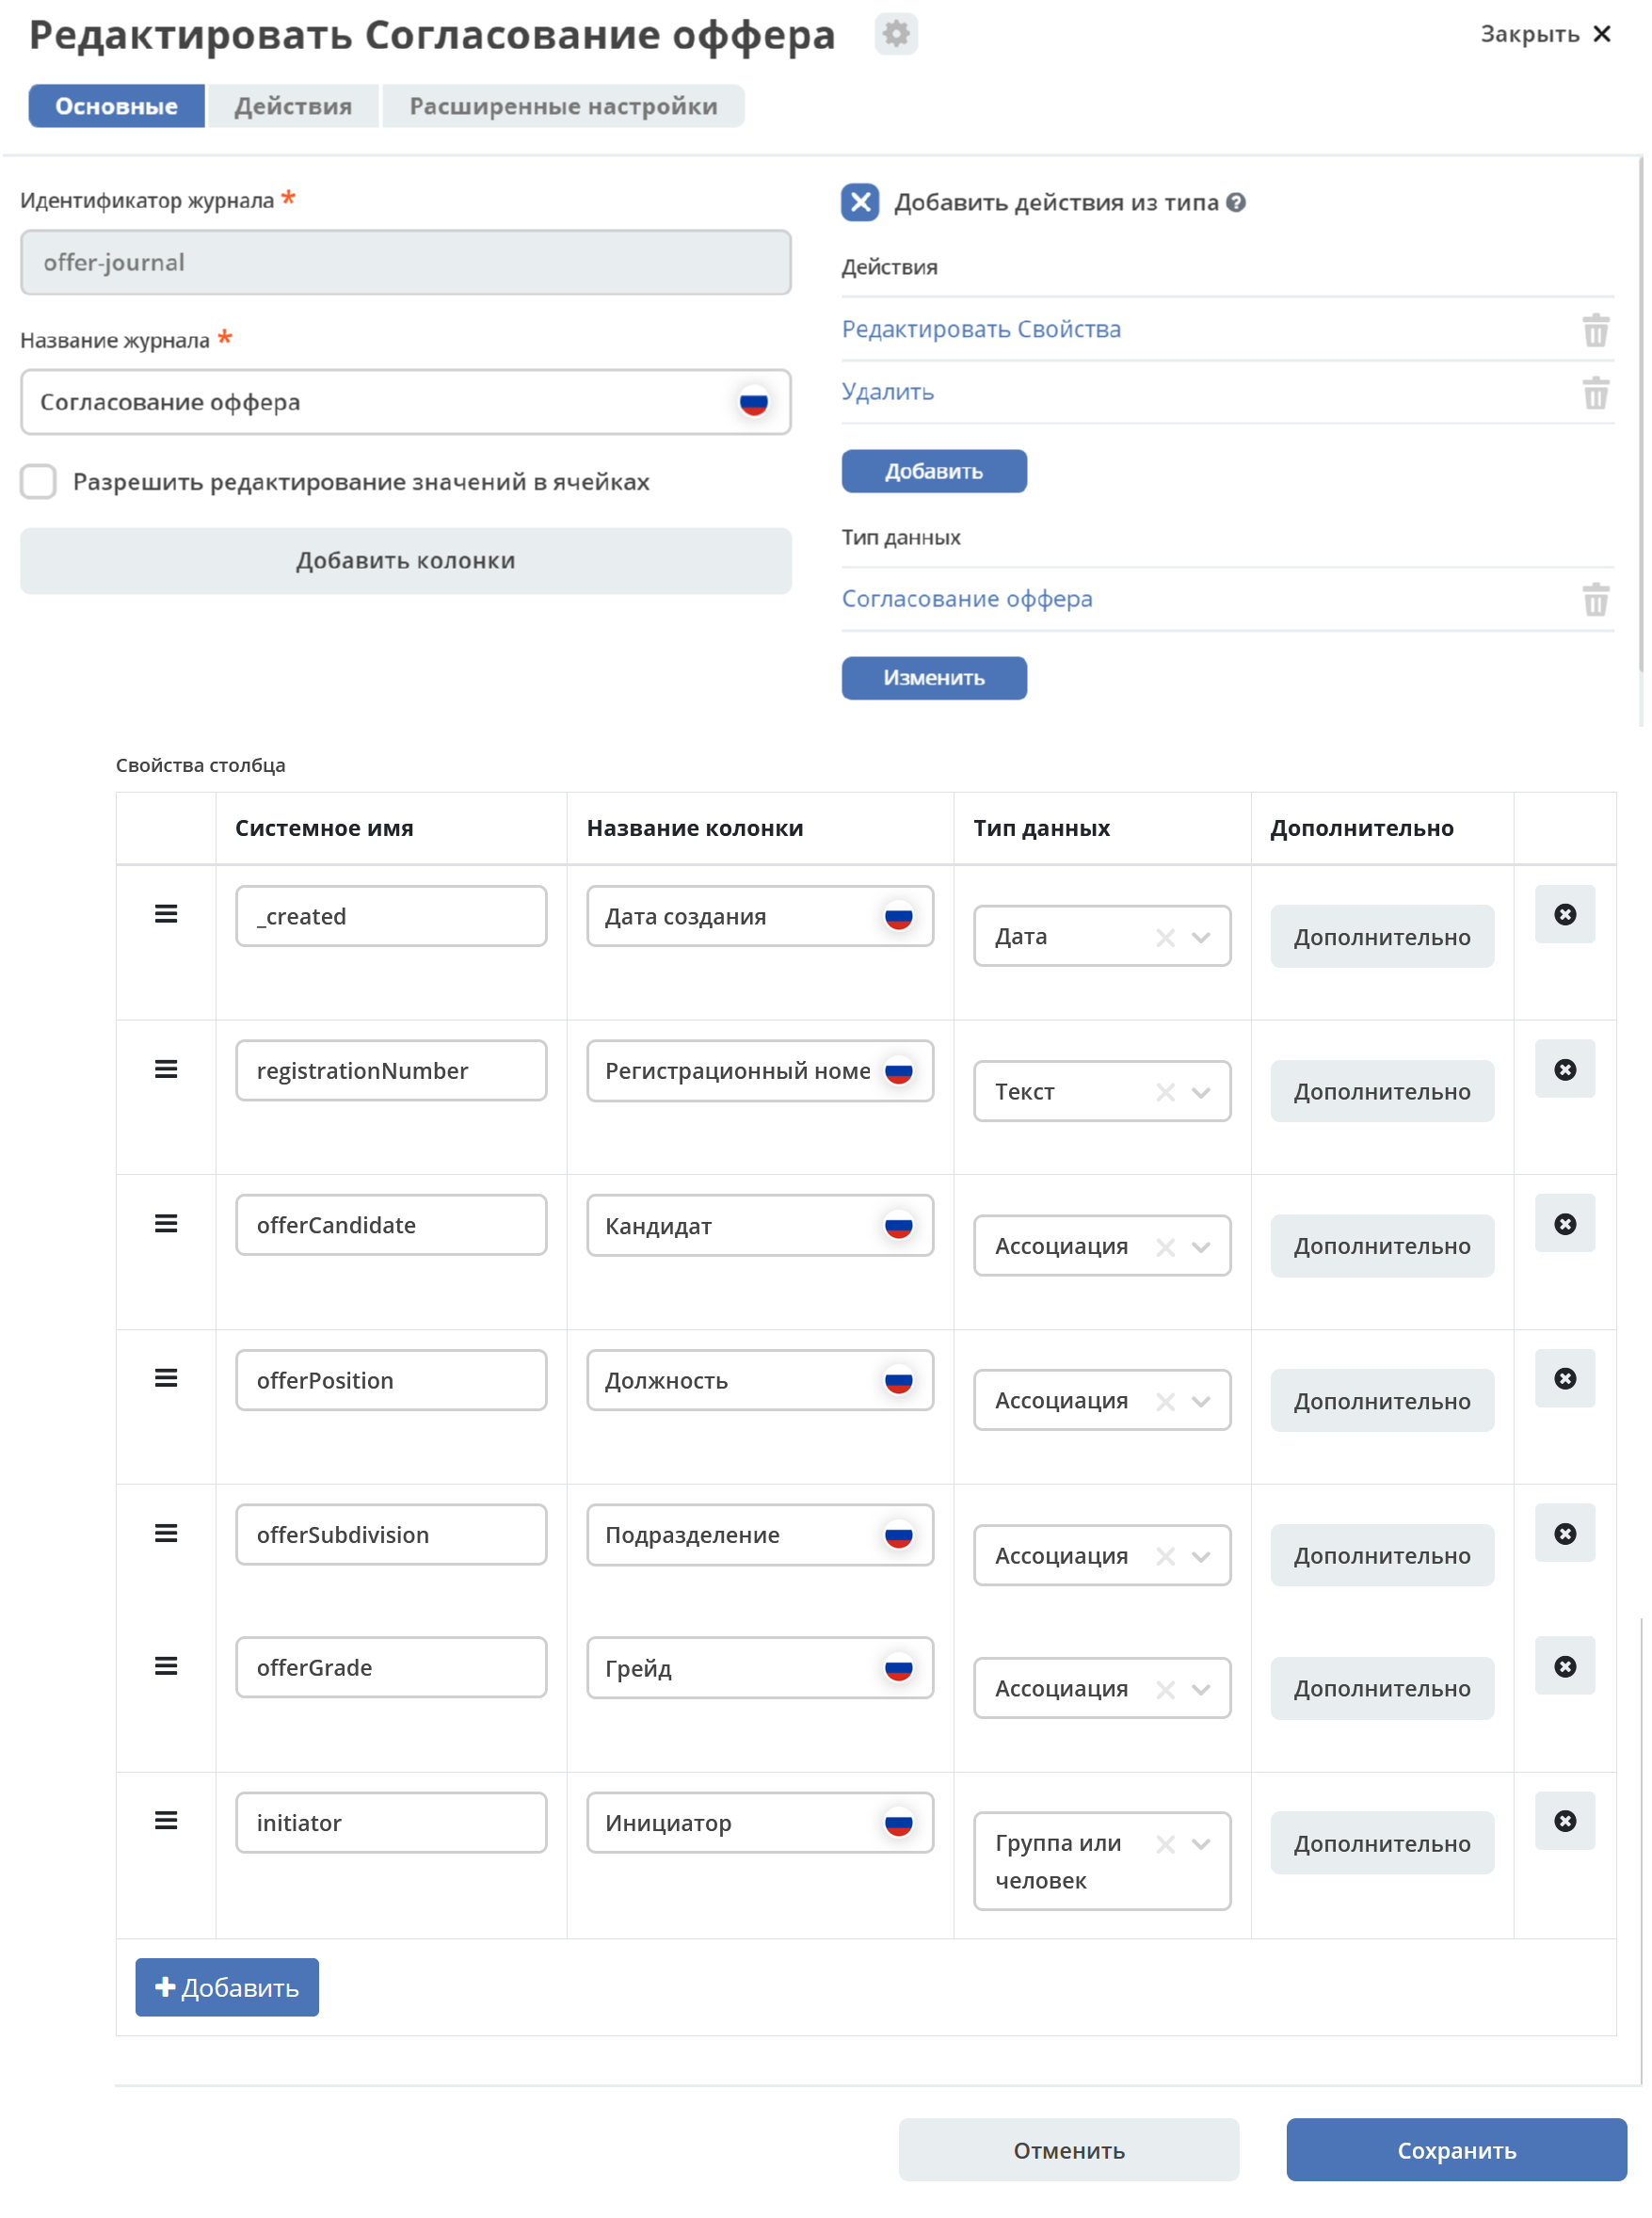 Редактировать Согласование оффера
Закрыть
Основные Действия Расширенные настройки
Идентификатор журнала *
offer-journal
Название журнала *
Согласование оффера
Разрешить редактирование значений в ячейках
Добавить колонки
Добавить действия из типа
Действия
Редактировать Свойства
Удалить
Добавить
Тип данных
Согласование оффера
Изменить
Свойства столбца
Системное имя Название колонки Тип данных Дополнительно
_created Дата создания Дата Дополнительно
registrationNumber Регистрационный номе Текст Дополнительно
offerCandidate Кандидат Ассоциация Дополнительно
offerPosition Должность Ассоциация Дополнительно
offerSubdivision Подразделение Ассоциация Дополнительно
offerGrade Грейд Ассоциация Дополнительно
initiator Инициатор Группа или Дополнительно
человек
Добавить
Отменить Сохранить